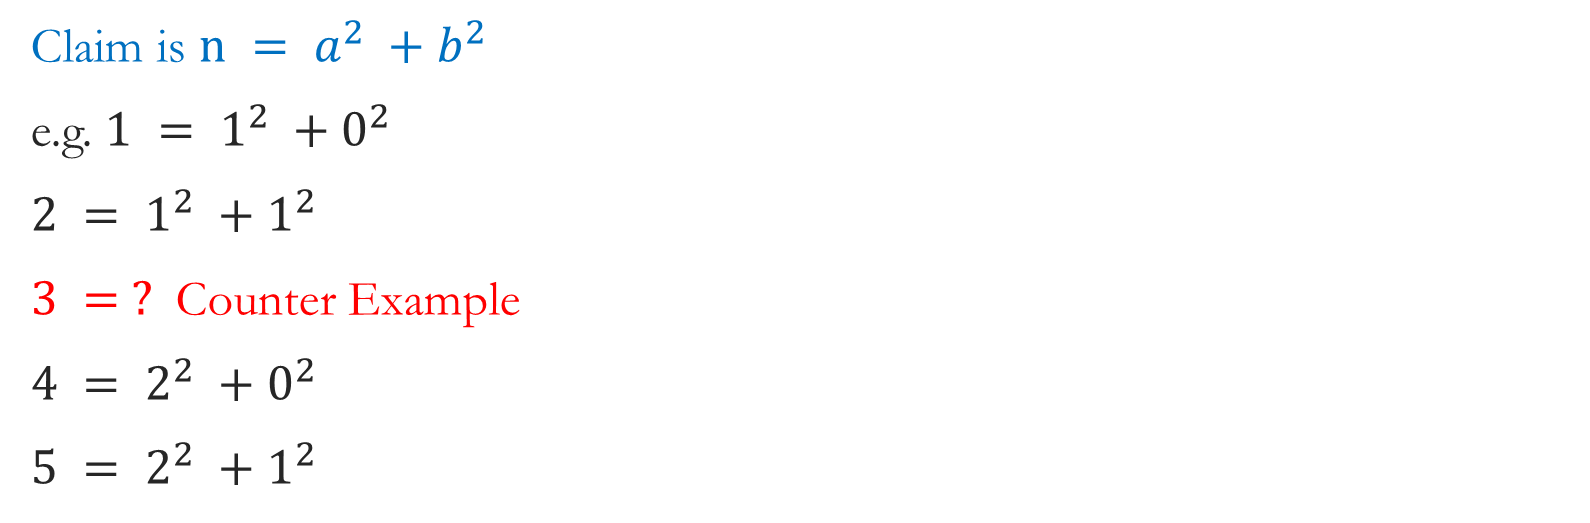 Claim is n = a² + b²
e.g. 1 = 1² + 0²
2 = 1² + 1²
3 = ? Counter Example
4 = 2² + 0²
5 = 2² + 1²